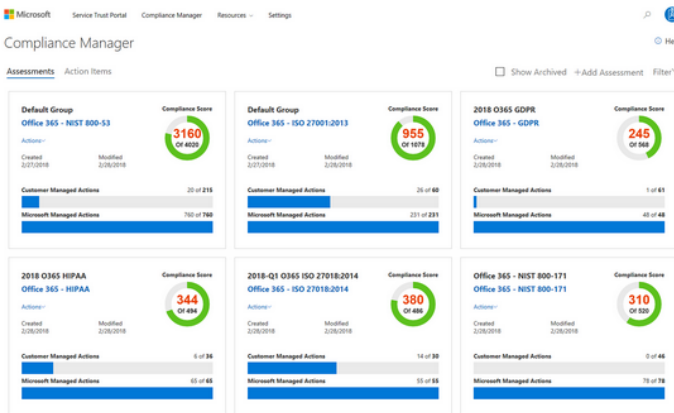 Microsoft Service Trust Portal Compliance Manager Resources Settings
Compliance Manager
He
Assessments Action Items
Show Archived +Add Assessment Filter
Default Group Compliance Score
Office 365 - NIST 800-53
3160
Of 4020
Actions
Created Modified
2/27/2018 2/28/2018
Customer Managed Actions 20 of 215
Microsoft Managed Actions 760 of 760
Default Group Compliance Score
Office 365 - ISO 27001:2013
955
Of 1078
Actions
Created Modified
2/27/2018 2/28/2018
Customer Managed Actions 26 of 60
Microsoft Managed Actions 231 of 231
2018 O365 GDPR Compliance Score
Office 365 - GDPR
245
Of 568
Actions
Created Modified
2/28/2018 2/28/2018
Customer Managed Actions 1 of 61
Microsoft Managed Actions 48 of 48
2018 O365 HIPAA Compliance Score
Office 365 - HIPAA
344
Of 494
Actions
Created Modified
2/28/2018 2/28/2018
Customer Managed Actions 6 of 36
Microsoft Managed Actions 65 of 65
2018-Q1 O365 ISO 27018:2014 Compliance Score
Office 365 - ISO 27018:2014
380
Of 486
Actions
Created Modified
2/28/2018 2/28/2018
Customer Managed Actions 14 of 30
Microsoft Managed Actions 55 of 55
Office 365 - NIST 800-171 Compliance Score
Office 365 - NIST 800-171
310
Of 520
Actions
Created Modified
2/28/2018 2/28/2018
Customer Managed Actions 0 of 46
Microsoft Managed Actions 78 of 78